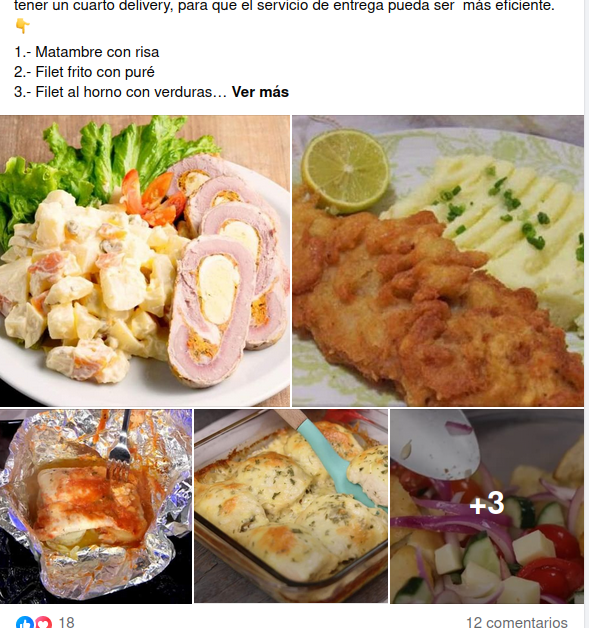 tener un cuarto delivery, para que el servicio de entrega pueda ser más eficiente.
👇
1.- Matambre con risa
2.- Filet frito con puré
3.- Filet al horno con verduras… Ver más
+3
18
12 comentarios